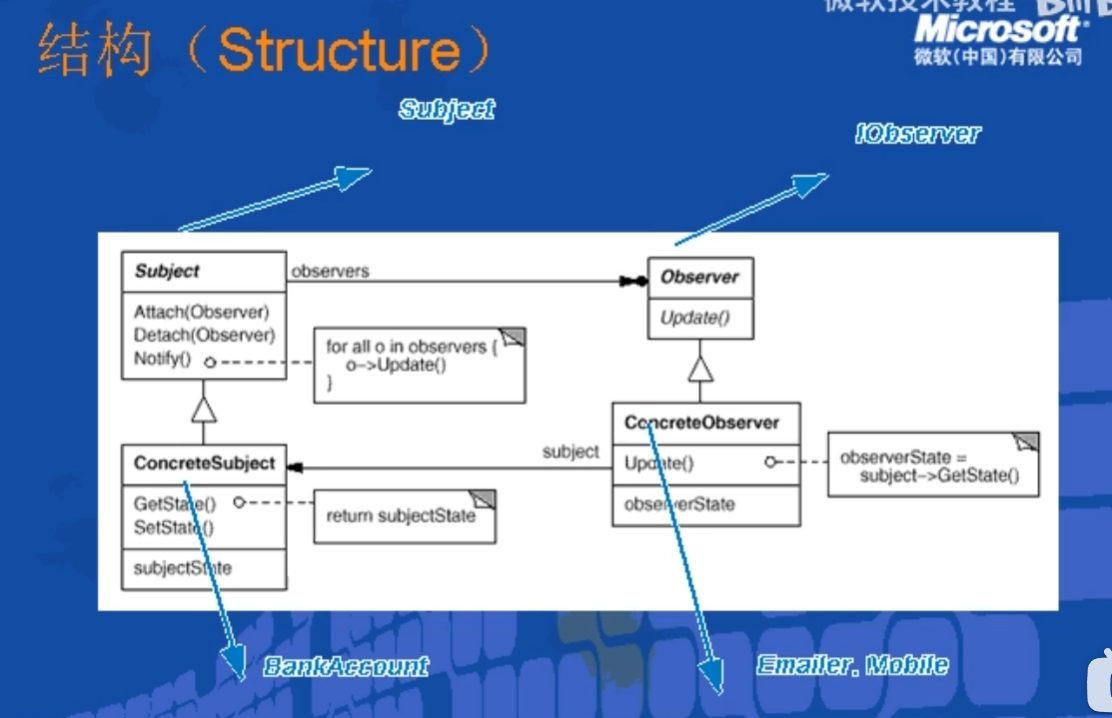 微软技术教程
结构（Structure）
Microsoft
微软(中国)有限公司
Subject
IObserver
Subject
observers
Observer
Attach(Observer)
Detach(Observer)
Notify()
for all o in observers {
o->Update()
}
Update()
ConcreteSubject
subject
ConcreteObserver
GetState()
SetState()
return subjectState
Update()
observerState =
subject->GetState()
subjectState
observerState
BankAccount
Emailer. Mobile